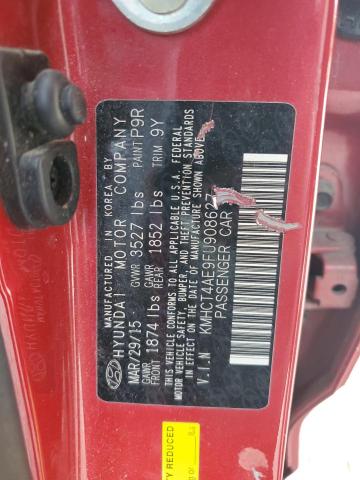 MANUFACTURED IN KOREA BY
HYUNDAI MOTOR COMPANY
MAR/29/15 GVWR 3527 lbs PAINT P9R
GAWR FRONT 1874 lbs GAWR REAR 1852 lbs TRIM 9Y
THIS VEHICLE CONFORMS TO ALL APPLICABLE U.S.A. FEDERAL
MOTOR VEHICLE SAFETY, BUMPER, AND THEFT PREVENTION STANDARDS
IN EFFECT ON THE DATE OF MANUFACTURE SHOWN ABOVE.
V.I.N
PASSENGER CAR
REDUCED